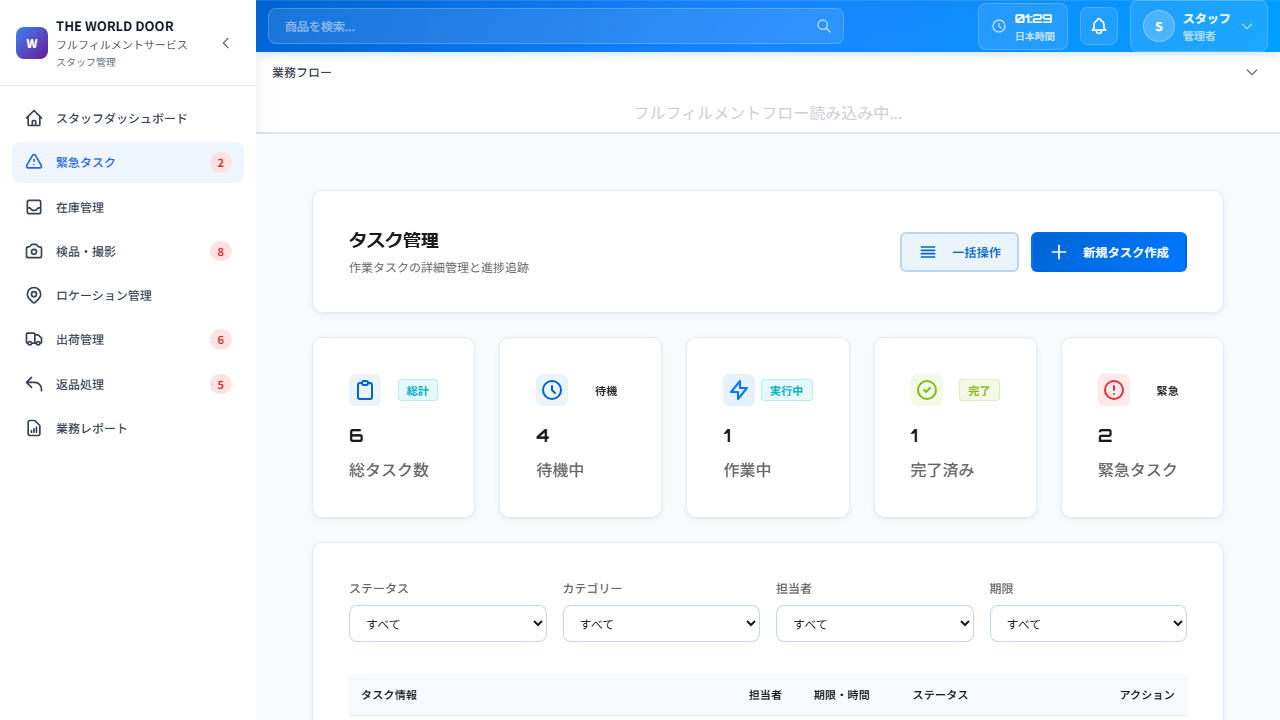 W
THE WORLD DOOR
フルフィルメントサービス
スタッフ管理
商品を検索...
01:29
日本時間
S
スタッフ
管理者
業務フロー
フルフィルメントフロー読み込み中...
スタッフダッシュボード
緊急タスク 2
在庫管理
検品・撮影 8
ロケーション管理
出荷管理 6
返品処理 5
業務レポート
タスク管理
作業タスクの詳細管理と進捗追跡
一括操作
新規タスク作成
総計
6
総タスク数
待機
4
待機中
実行中
1
作業中
完了
1
完了済み
緊急
2
緊急タスク
ステータス カテゴリー 担当者 期限
すべて すべて すべて すべて
タスク情報 担当者 期限・時間 ステータス アクション